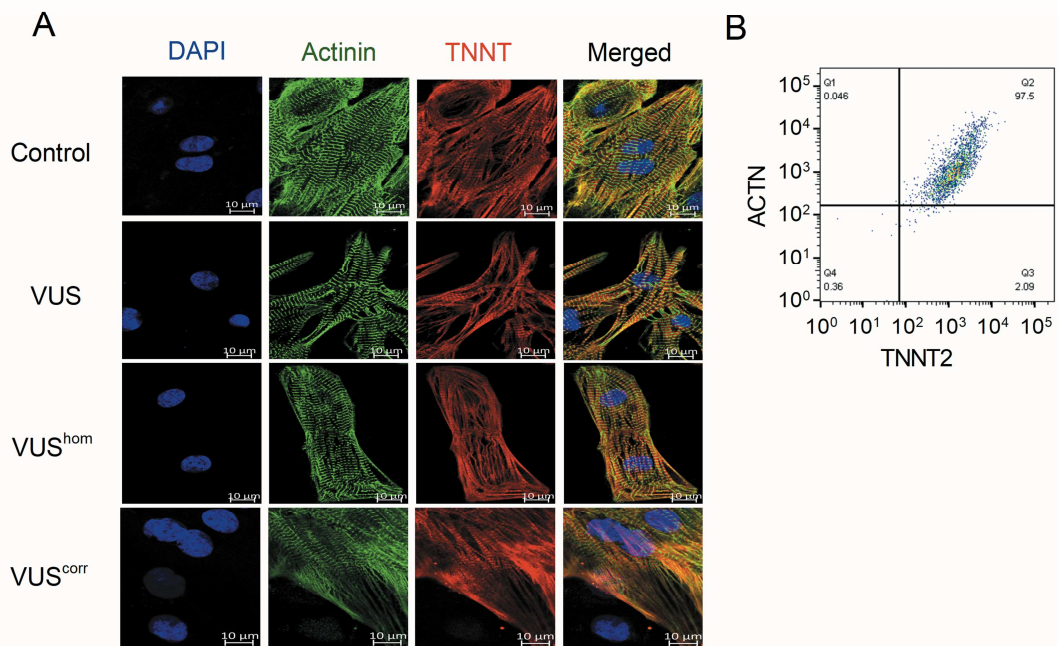 A
DAPI Actinin TNNT Merged
Control
10 µm 10 µm 10 µm 10 µm
VUS
10 µm 10 µm 10 µm 10 µm
VUS^hom
10 µm 10 µm 10 µm 10 µm
VUS^corr
10 µm 10 µm 10 µm 10 µm
B
Q1
0.046
Q2
97.5
Q4
0.36
Q3
2.09
ACTN
10^5
10^4
10^3
10^2
10^1
10^0
10^0 10^1 10^2 10^3 10^4 10^5
TNNT2